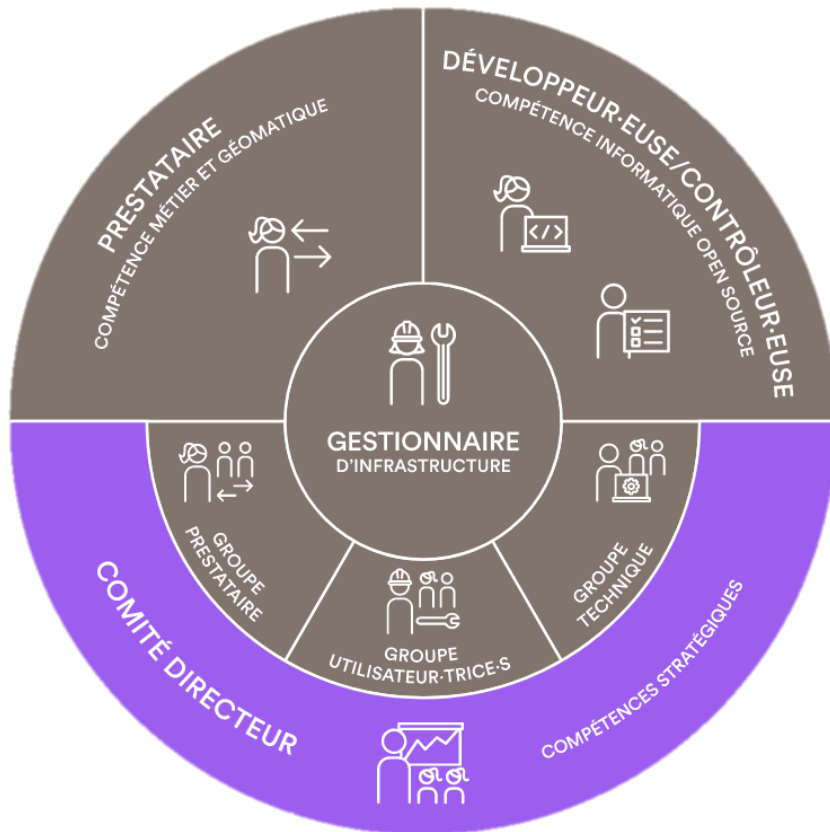 PRESTATAIRE
COMPÉTENCE MÉTIER ET GÉOMATIQUE
DÉVELOPPEUR·EUSE/CONTRÔLEUR·EUSE
COMPÉTENCE INFORMATIQUE OPEN SOURCE
</>
GESTIONNAIRE
D'INFRASTRUCTURE
GROUPE
PRESTATAIRE
GROUPE
UTILISATEUR·TRICE·S
GROUPE
TECHNIQUE
COMITÉ DIRECTEUR
COMPÉTENCES STRATÉGIQUES